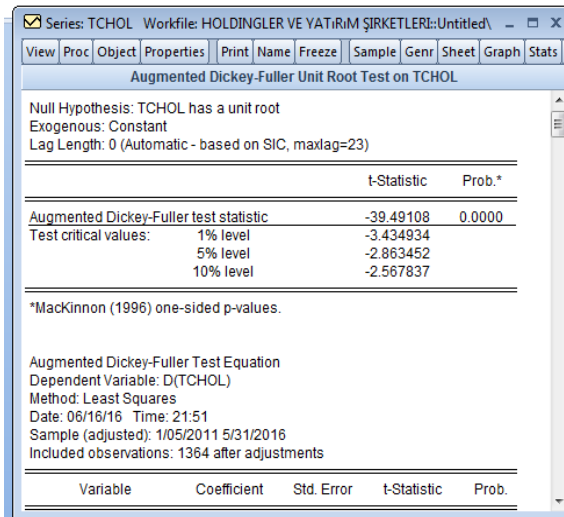 Series: TCHOL Workfile: HOLDINGLER VE YATıRıM ŞIRKETLERI::Untitled\
View Proc Object Properties Print Name Freeze Sample Genr Sheet Graph Stats
Augmented Dickey-Fuller Unit Root Test on TCHOL
Null Hypothesis: TCHOL has a unit root
Exogenous: Constant
Lag Length: 0 (Automatic - based on SIC, maxlag=23)
t-Statistic Prob.*
Augmented Dickey-Fuller test statistic -39.49108 0.0000
Test critical values: 1% level -3.434934
5% level -2.863452
10% level -2.567837
*MacKinnon (1996) one-sided p-values.
Augmented Dickey-Fuller Test Equation
Dependent Variable: D(TCHOL)
Method: Least Squares
Date: 06/16/16 Time: 21:51
Sample (adjusted): 1/05/2011 5/31/2016
Included observations: 1364 after adjustments
Variable Coefficient Std. Error t-Statistic Prob.